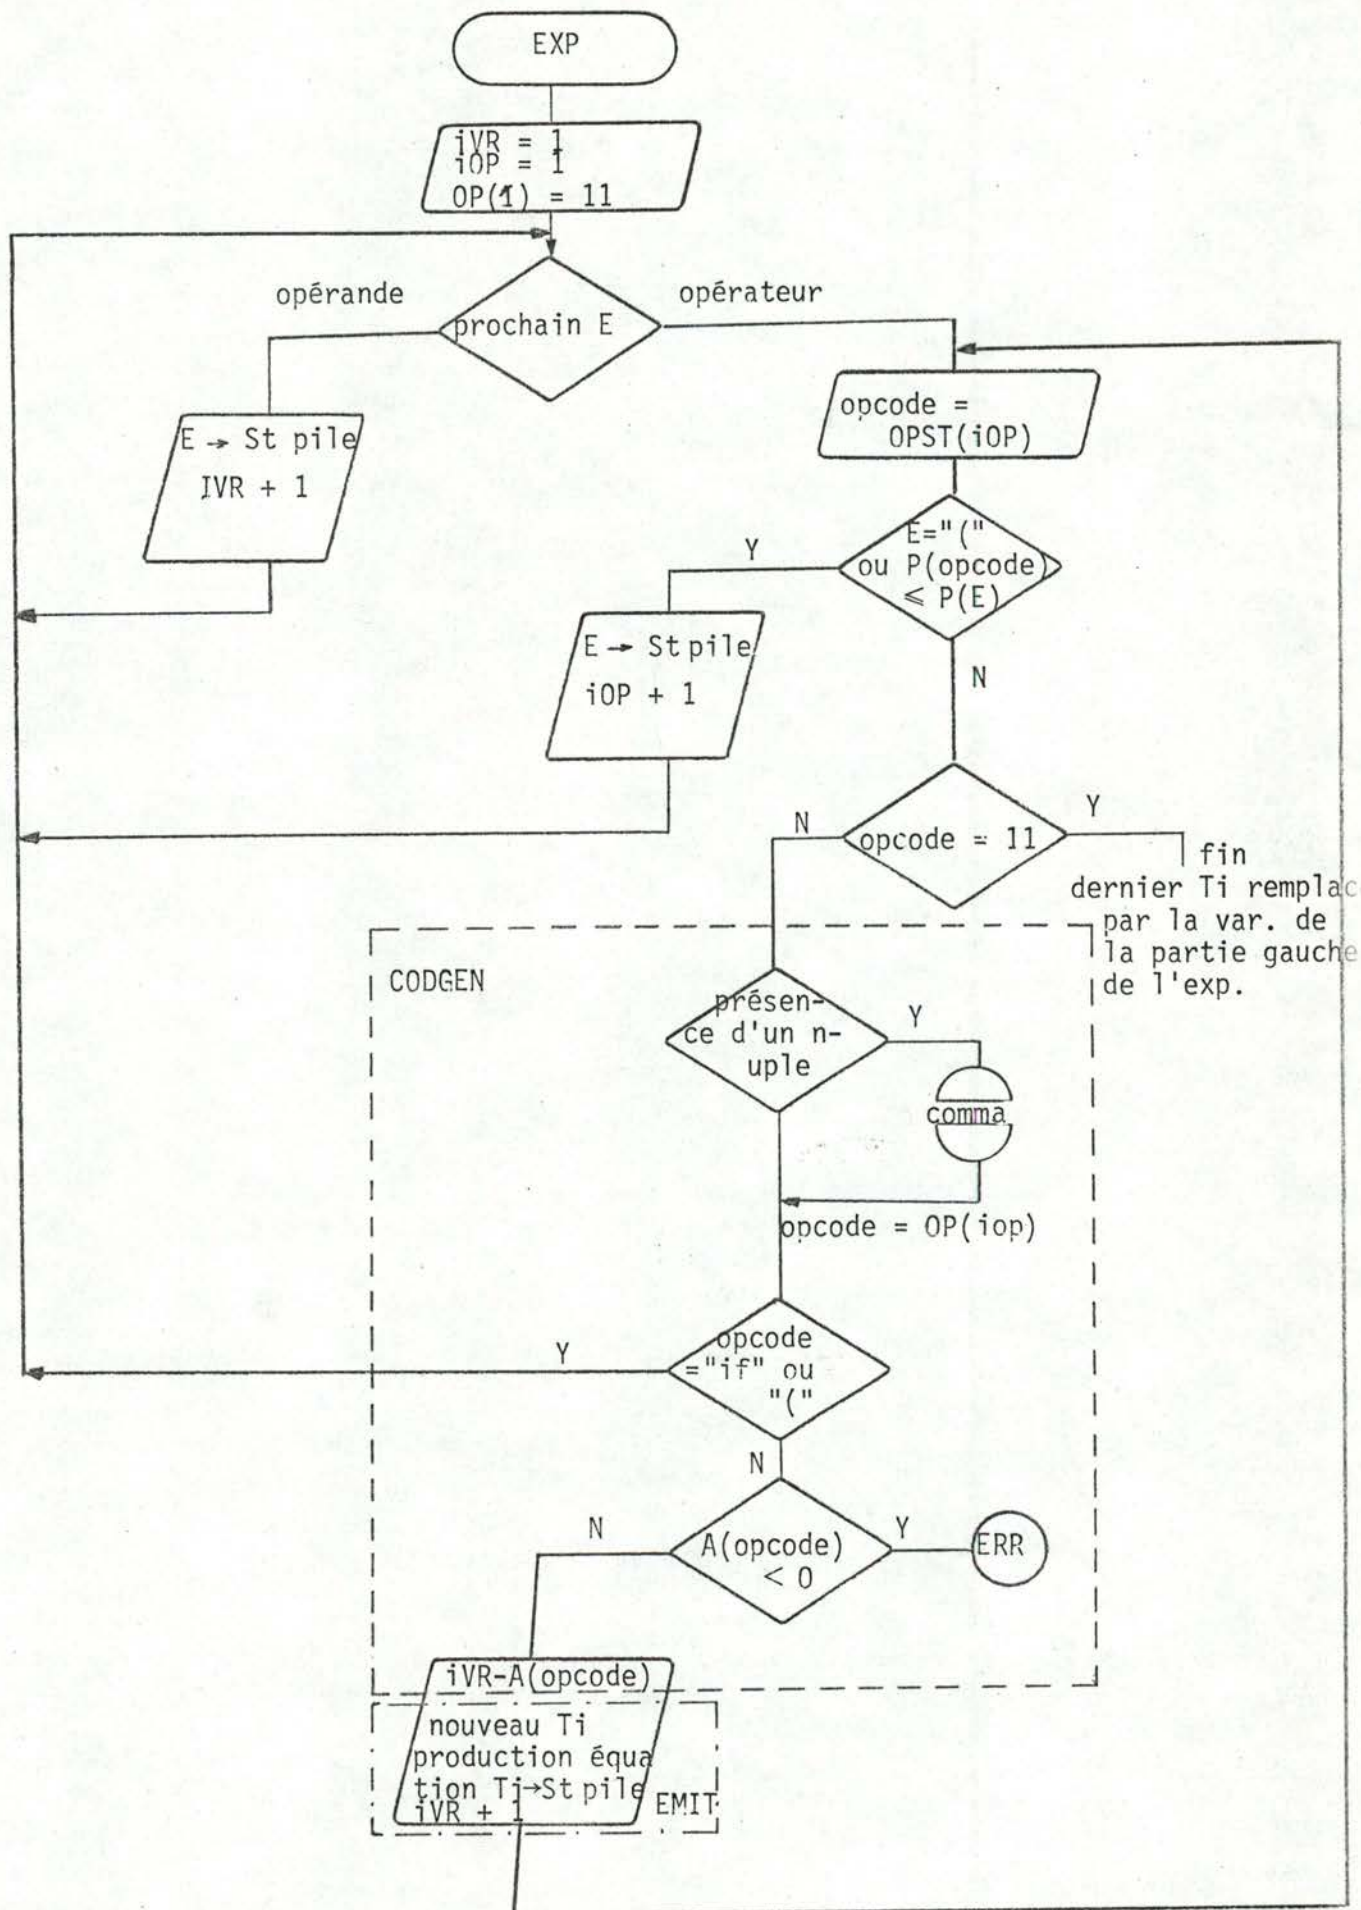 EXP
iVR = 1
iOP = 1
OP(1) = 11
opérande
opérateur
prochain E
E → St pile
IVR + 1
opcode =
OPST(iOP)
E="("
ou P(opcode)
≤ P(E)
Y
N
E → St pile
iOP + 1
opcode = 11
N
Y
fin
dernier Ti remplac
par la var. de
la partie gauche
de l'exp.
CODGEN
présen-
ce d'un n-
uple
Y
comma
opcode = OP(iop)
opcode
="if" ou
"("
Y
N
A(opcode)
< 0
N
Y
ERR
iVR-A(opcode)
nouveau Ti
production équa
tion Ti→St pile
iVR + 1
EMIT